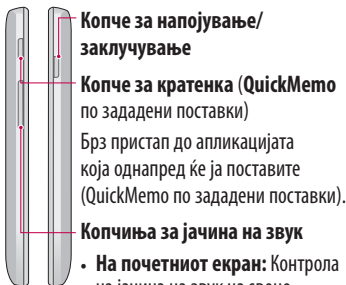 Копче за напојување/
заклучување
Копче за кратенка (QuickMemo
по зададени поставки)
Брз пристап до апликацијата
која однапред ќе ја поставите
(QuickMemo по зададени поставки).
Копчиња за јачина на звук
• На почетниот екран: Контрола